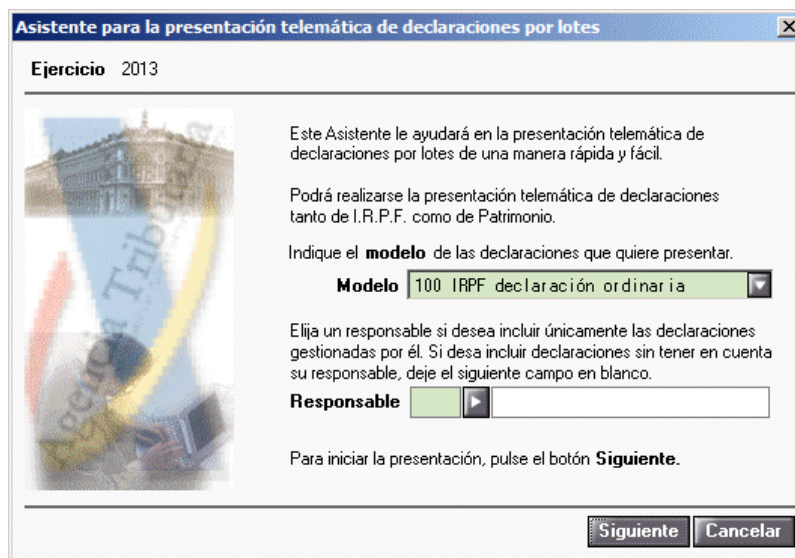 Asistente para la presentación telemática de declaraciones por lotes
Ejercicio 2013
Agencia Tributaria
Este Asistente le ayudará en la presentación telemática de
declaraciones por lotes de una manera rápida y fácil.
Podrá realizarse la presentación telemática de declaraciones
tanto de I.R.P.F. como de Patrimonio.
Indique el modelo de las declaraciones que quiere presentar.
Modelo 100 IRPF declaración ordinaria
Elija un responsable si desea incluir únicamente las declaraciones
gestionadas por él. Si desa incluir declaraciones sin tener en cuenta
su responsable, deje el siguiente campo en blanco.
Responsable
Para iniciar la presentación, pulse el botón Siguiente.
Siguiente Cancelar